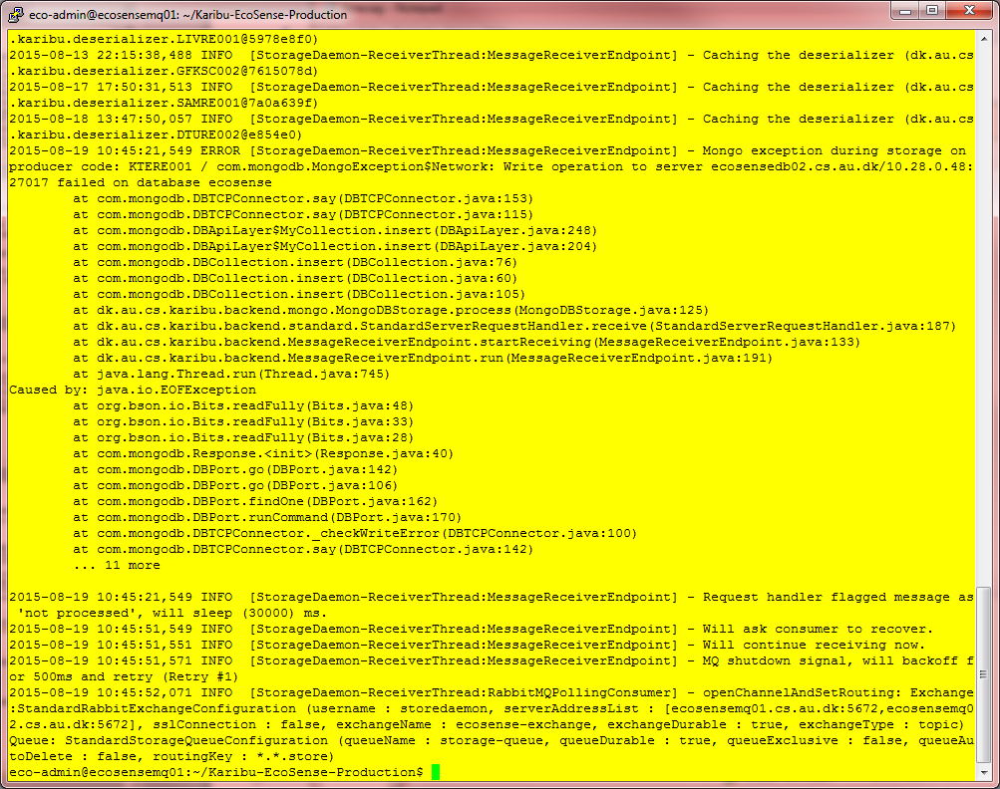 eco-admin@ecosensemq01: ~/Karibu-EcoSense-Production
.karibu.deserializer.LIVRE001@5978e8f0)
2015-08-13 22:15:38,488 INFO  [StorageDaemon-ReceiverThread:MessageReceiverEndpoint] - Caching the deserializer (dk.au.cs
.karibu.deserializer.GFKSC002@7615078d)
2015-08-17 17:50:31,513 INFO  [StorageDaemon-ReceiverThread:MessageReceiverEndpoint] - Caching the deserializer (dk.au.cs
.karibu.deserializer.SAMRE001@7a0a639f)
2015-08-18 13:47:50,057 INFO  [StorageDaemon-ReceiverThread:MessageReceiverEndpoint] - Caching the deserializer (dk.au.cs
.karibu.deserializer.DTURE002@e854e0)
2015-08-19 10:45:21,549 ERROR [StorageDaemon-ReceiverThread:MessageReceiverEndpoint] - Mongo exception during storage on
producer code: KTERE001 / com.mongodb.MongoException$Network: Write operation to server ecosensedb02.cs.au.dk/10.28.0.48:
27017 failed on database ecosense
        at com.mongodb.DBTCPConnector.say(DBTCPConnector.java:153)
        at com.mongodb.DBTCPConnector.say(DBTCPConnector.java:115)
        at com.mongodb.DBApiLayer$MyCollection.insert(DBApiLayer.java:248)
        at com.mongodb.DBApiLayer$MyCollection.insert(DBApiLayer.java:204)
        at com.mongodb.DBCollection.insert(DBCollection.java:76)
        at com.mongodb.DBCollection.insert(DBCollection.java:60)
        at com.mongodb.DBCollection.insert(DBCollection.java:105)
        at dk.au.cs.karibu.backend.mongo.MongoDBStorage.process(MongoDBStorage.java:125)
        at dk.au.cs.karibu.backend.standard.StandardServerRequestHandler.receive(StandardServerRequestHandler.java:187)
        at dk.au.cs.karibu.backend.MessageReceiverEndpoint.startReceiving(MessageReceiverEndpoint.java:133)
        at dk.au.cs.karibu.backend.MessageReceiverEndpoint.run(MessageReceiverEndpoint.java:191)
        at java.lang.Thread.run(Thread.java:745)
Caused by: java.io.EOFException
        at org.bson.io.Bits.readFully(Bits.java:48)
        at org.bson.io.Bits.readFully(Bits.java:33)
        at org.bson.io.Bits.readFully(Bits.java:28)
        at com.mongodb.Response.<init>(Response.java:40)
        at com.mongodb.DBPort.go(DBPort.java:142)
        at com.mongodb.DBPort.go(DBPort.java:106)
        at com.mongodb.DBPort.findOne(DBPort.java:162)
        at com.mongodb.DBPort.runCommand(DBPort.java:170)
        at com.mongodb.DBTCPConnector._checkWriteError(DBTCPConnector.java:100)
        at com.mongodb.DBTCPConnector.say(DBTCPConnector.java:142)
        ... 11 more
2015-08-19 10:45:21,549 INFO  [StorageDaemon-ReceiverThread:MessageReceiverEndpoint] - Request handler flagged message as
 'not processed', will sleep (30000) ms.
2015-08-19 10:45:51,549 INFO  [StorageDaemon-ReceiverThread:MessageReceiverEndpoint] - Will ask consumer to recover.
2015-08-19 10:45:51,551 INFO  [StorageDaemon-ReceiverThread:MessageReceiverEndpoint] - Will continue receiving now.
2015-08-19 10:45:51,571 INFO  [StorageDaemon-ReceiverThread:MessageReceiverEndpoint] - MQ shutdown signal, will backoff f
or 500ms and retry (Retry #1)
2015-08-19 10:45:52,071 INFO  [StorageDaemon-ReceiverThread:RabbitMQPollingConsumer] - openChannelAndSetRouting: Exchange
:StandardRabbitExchangeConfiguration (username : storedaemon, serverAddressList : [ecosensemq01.cs.au.dk:5672,ecosensemq0
2.cs.au.dk:5672], sslConnection : false, exchangeName : ecosense-exchange, exchangeDurable : true, exchangeType : topic)
Queue: StandardStorageQueueConfiguration (queueName : storage-queue, queueDurable : true, queueExclusive : false, queueAu
toDelete : false, routingKey : *.*.store)
eco-admin@ecosensemq01:~/Karibu-EcoSense-Production$